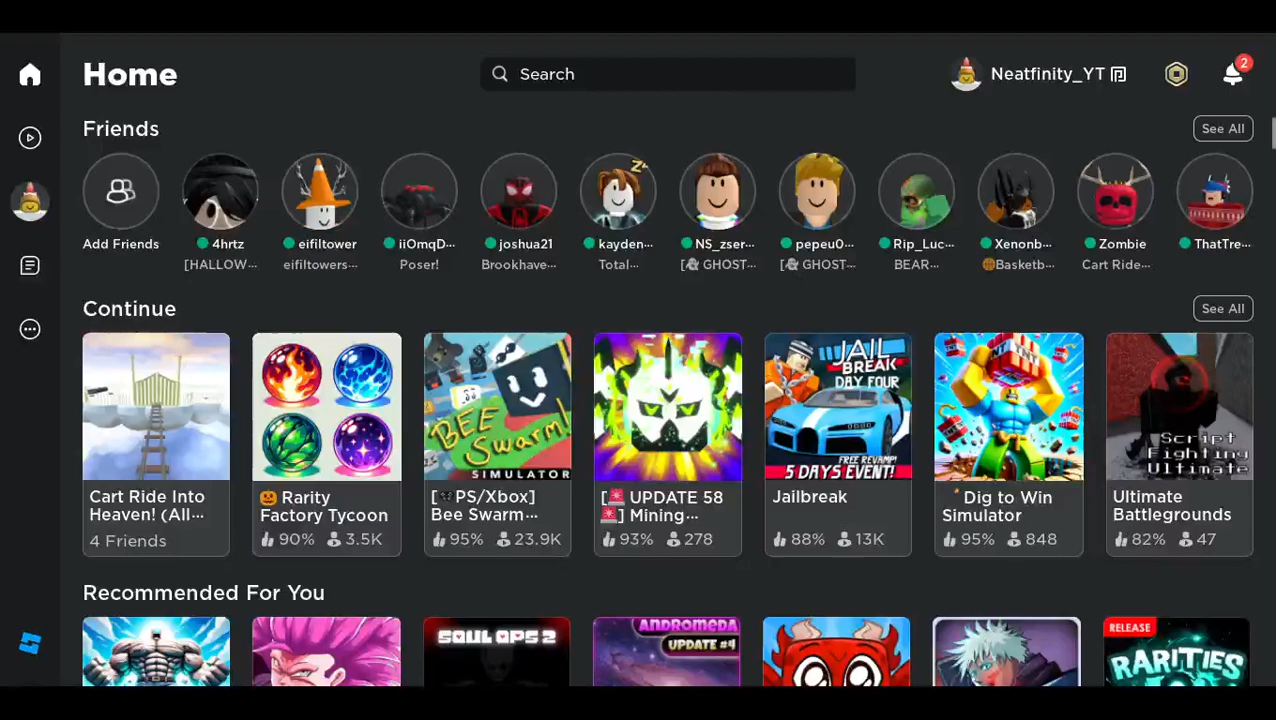 Home
Search
Neatfinity_YT
2
Friends
See All
Add Friends
4hrtz
[HALLOW...
eifiltower
eifiltowers...
iiOmqD...
Poser!
joshua21
Brookhave...
kayden...
Total...
NS_zser...
[👻 GHOST...
pepeu0...
[👻 GHOST...
Rip_Luc...
BEAR...
Xenonb...
🏀Basketb...
Zombie
Cart Ride...
ThatTre...
Continue
See All
Cart Ride Into
Heaven! (All...
4 Friends
🎃 Rarity
Factory Tycoon
90% 3.5K
BEE
Swarm!
SIMULATOR
[🎮PS/Xbox]
Bee Swarm...
95% 23.9K
[🚨 UPDATE 58
🚨] Mining...
93% 278
JAIL
BREAK
DAY FOUR
FREE REVAMP!
5 DAYS EVENT!
Jailbreak
88% 13K
TNT
Dig to Win
Simulator
95% 848
Script
Fighting
Ultimate
Ultimate
Battlegrounds
82% 47
Recommended For You
SOUL OPS 2
ANDROMEDA
UPDATE #4
RELEASE
RARITIES